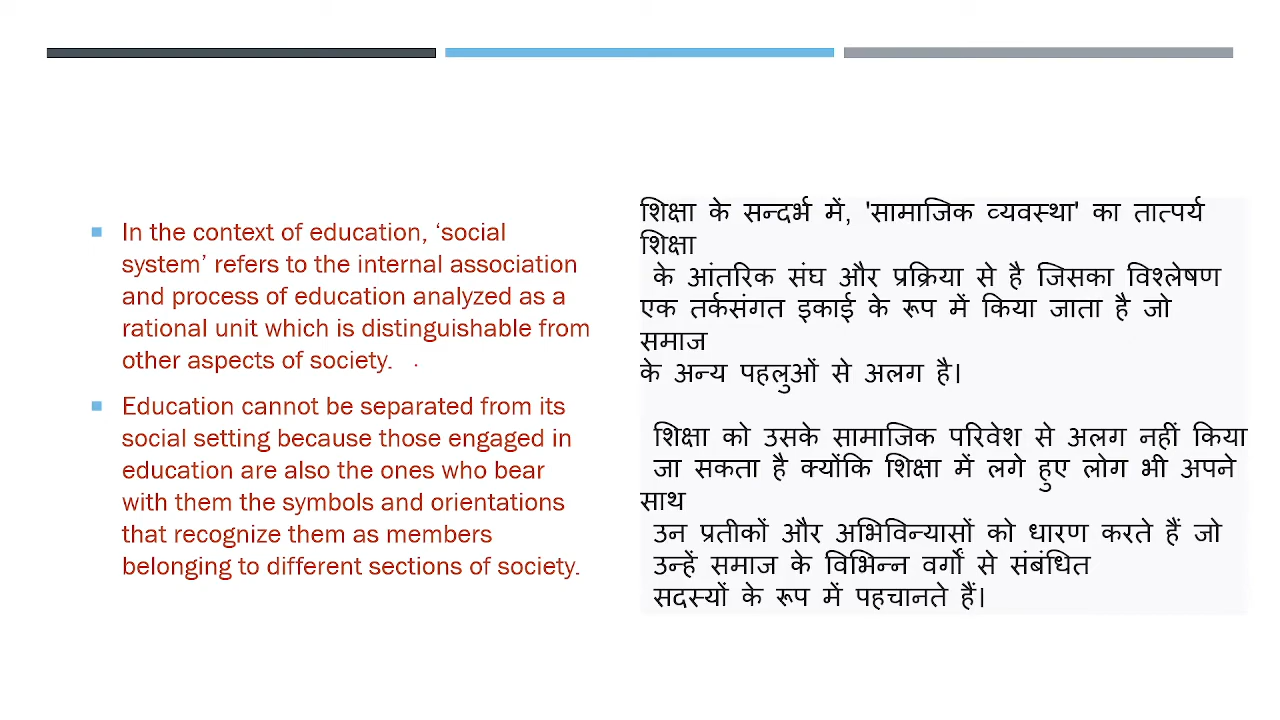 In the context of education, ‘social
system’ refers to the internal association
and process of education analyzed as a
rational unit which is distinguishable from
other aspects of society.
Education cannot be separated from its
social setting because those engaged in
education are also the ones who bear
with them the symbols and orientations
that recognize them as members
belonging to different sections of society.
शिक्षा के सन्दर्भ में, 'सामाजिक व्यवस्था' का तात्पर्य
शिक्षा
के आंतरिक संघ और प्रक्रिया से है जिसका विश्लेषण
एक तर्कसंगत इकाई के रूप में किया जाता है जो
समाज
के अन्य पहलुओं से अलग है।
शिक्षा को उसके सामाजिक परिवेश से अलग नहीं किया
जा सकता है क्योंकि शिक्षा में लगे हुए लोग भी अपने
साथ
उन प्रतीकों और अभिविन्यासों को धारण करते हैं जो
उन्हें समाज के विभिन्न वर्गों से संबंधित
सदस्यों के रूप में पहचानते हैं।